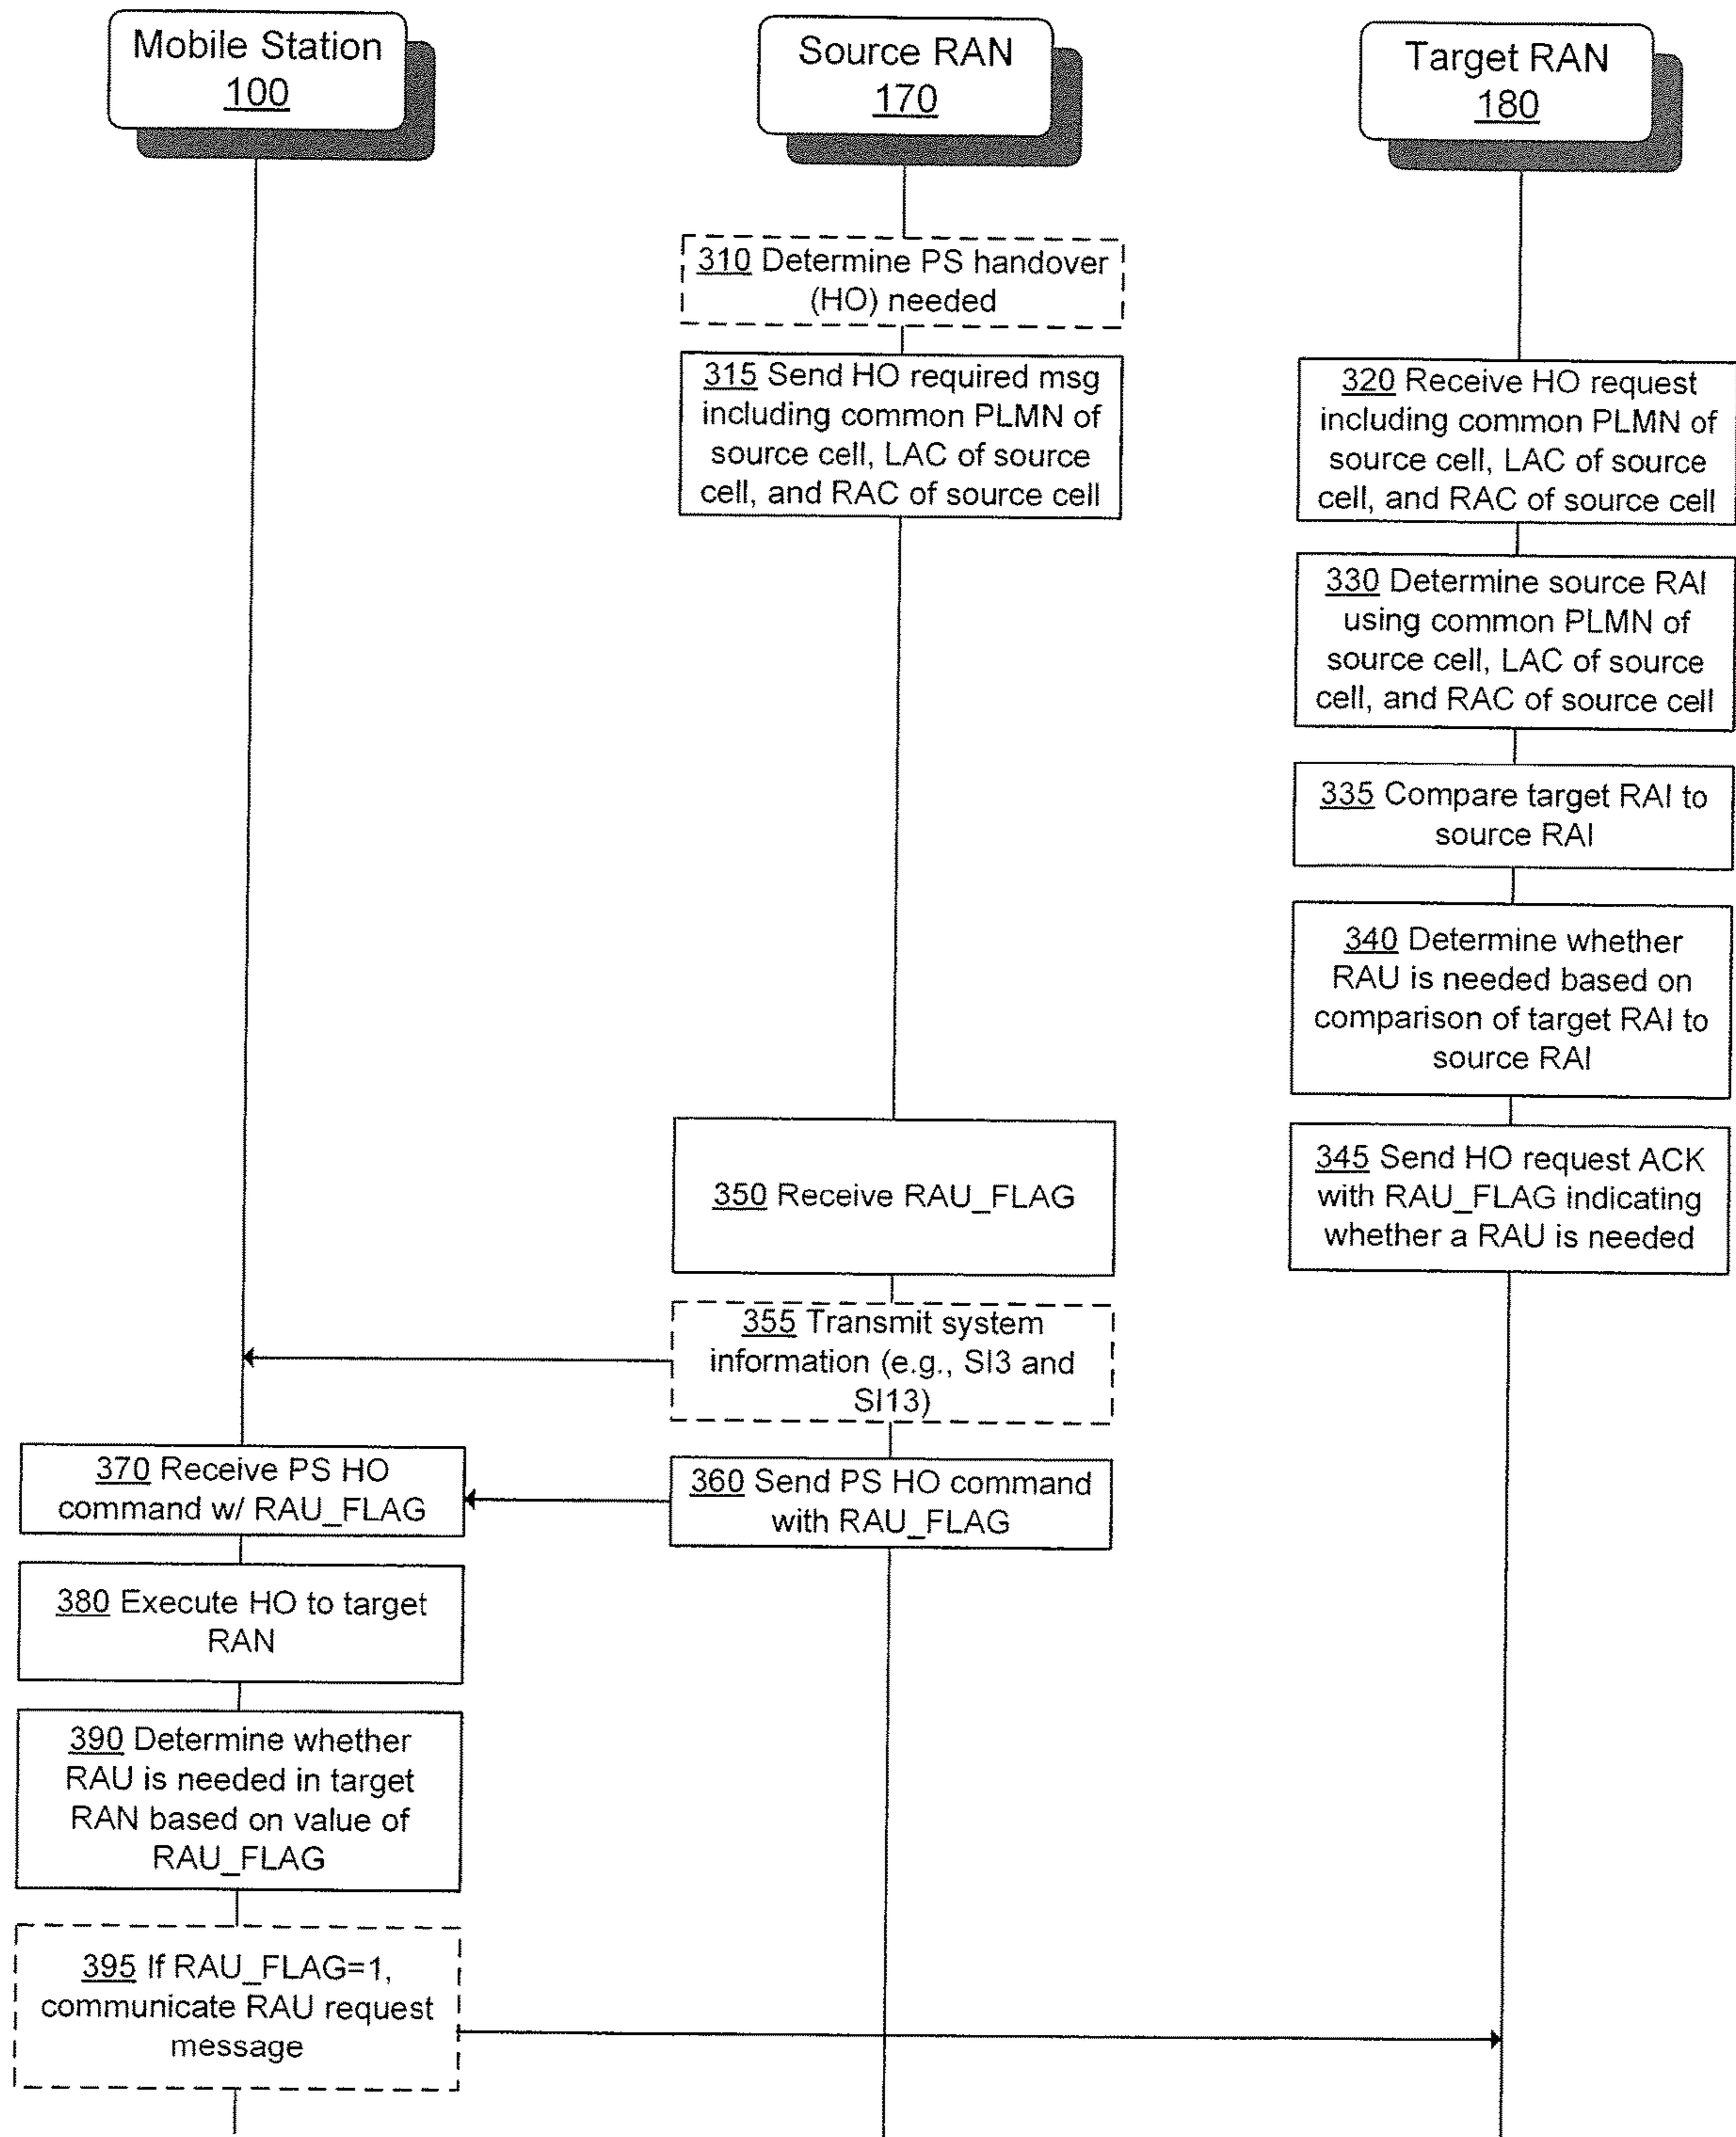 Mobile Station
100
Source RAN
170
Target RAN
180
310 Determine PS handover
(HO) needed
315 Send HO required msg
including common PLMN of
source cell, LAC of source
cell, and RAC of source cell
320 Receive HO request
including common PLMN of
source cell, LAC of source
cell, and RAC of source cell
330 Determine source RAI
using common PLMN of
source cell, LAC of source
cell, and RAC of source cell
335 Compare target RAI to
source RAI
340 Determine whether
RAU is needed based on
comparison of target RAI to
source RAI
345 Send HO request ACK
with RAU_FLAG indicating
whether a RAU is needed
350 Receive RAU_FLAG
355 Transmit system
information (e.g., SI3 and
SI13)
360 Send PS HO command
with RAU_FLAG
370 Receive PS HO
command w/ RAU_FLAG
380 Execute HO to target
RAN
390 Determine whether
RAU is needed in target
RAN based on value of
RAU_FLAG
395 If RAU_FLAG=1,
communicate RAU request
message